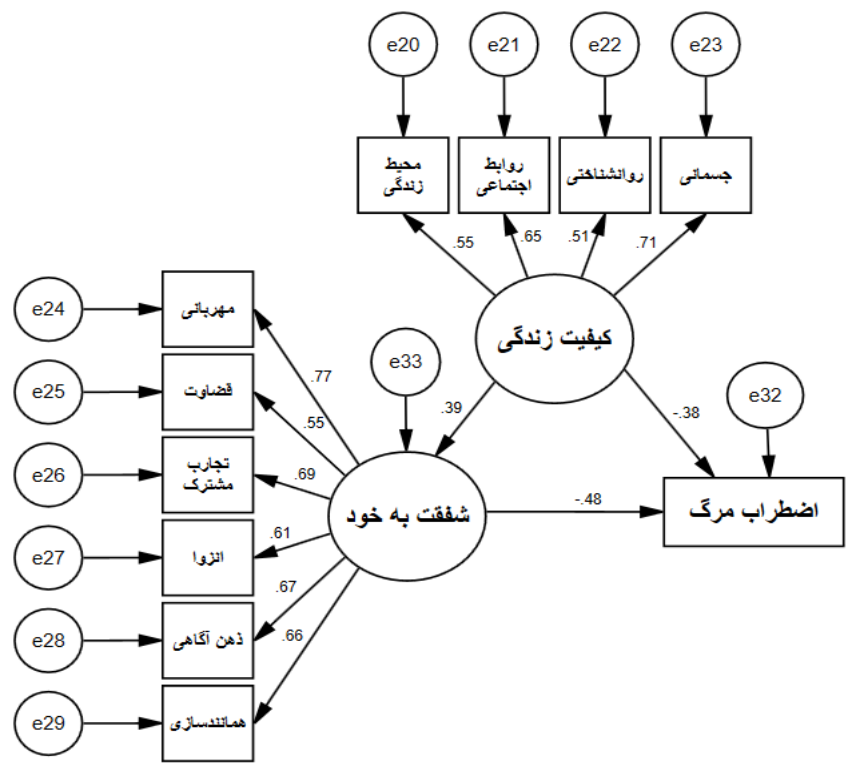 e20
e21
e22
e23
محیط
زندگی
روابط
اجتماعی
روانشناختی
جسمانی
.55
.65
.51
.71
کیفیت زندگی
e24
مهربانی
e33
e32
e25
قضاوت
.77
.39
-.38
.55
e26
تجارب
مشترک
.69
شفقت به خود
-.48
اضطراب مرگ
e27
انزوا
.61
.67
e28
ذهن آگاهی
.66
e29
همانندسازی